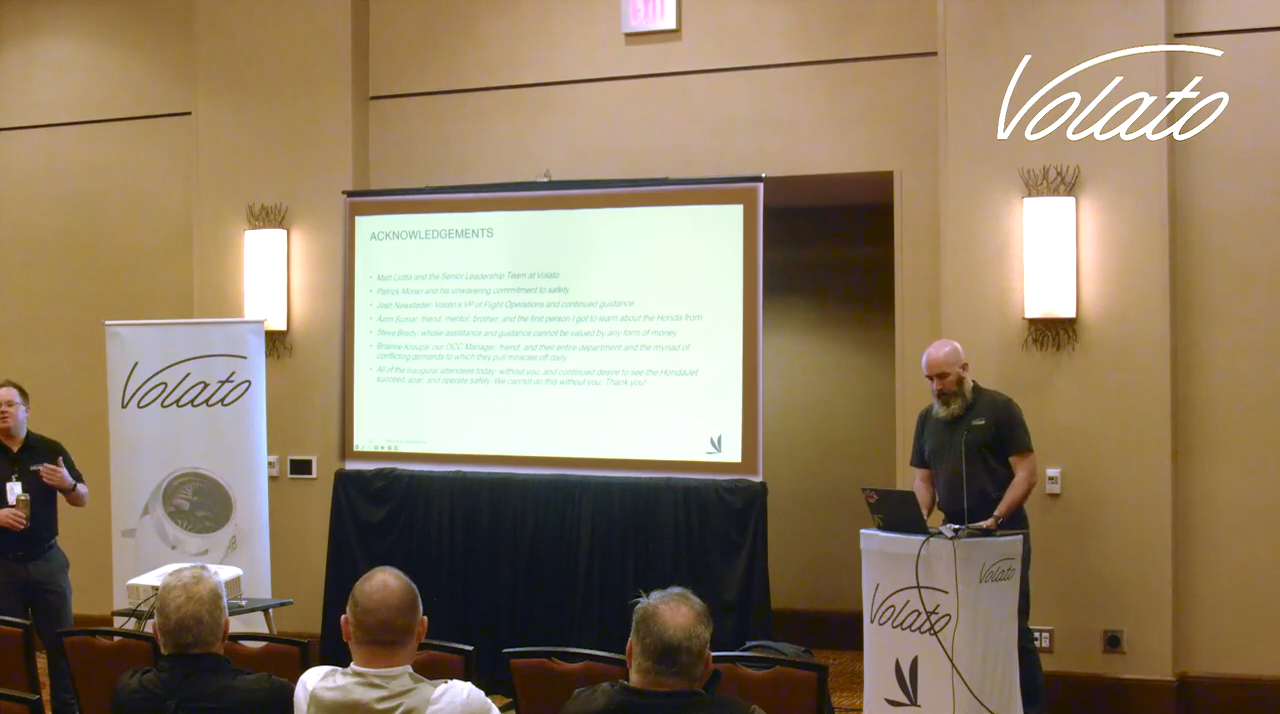 EXIT
Volato
ACKNOWLEDGEMENTS
• Matt Liotta and the Senior Leadership Team at Volato
• Patrick Moran and his unwavering commitment to safety
• Josh Newsteder: Volato's VP of Flight Operations and continued guidance
• Azim Sumar: friend, mentor, brother, and the first person I got to learn about the Honda from
• Steve Brady: whose assistance and guidance cannot be valued by any form of money
• Brianne Kroupa: our OCC Manager, friend, and their entire department and the myriad of
conflicting demands to which they pull miracles off daily
• All of the inaugural attendees today: without you, and continued desire to see the HondaJet
succeed, soar, and operate safely. We cannot do this without you. Thank you!
Volato
Volato
Volato